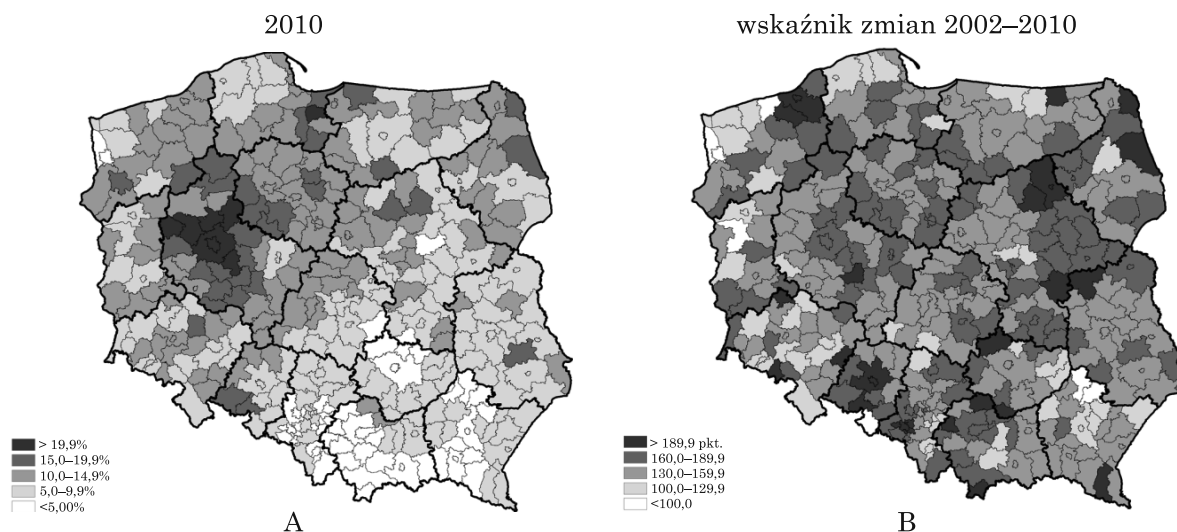 2010
wskaźnik zmian 2002–2010
> 19,9%
15,0–19,9%
10,0–14,9%
5,0–9,9%
<5,00%
A
> 189,9 pkt.
160,0–189,9
130,0–159,9
100,0–129,9
<100,0
B